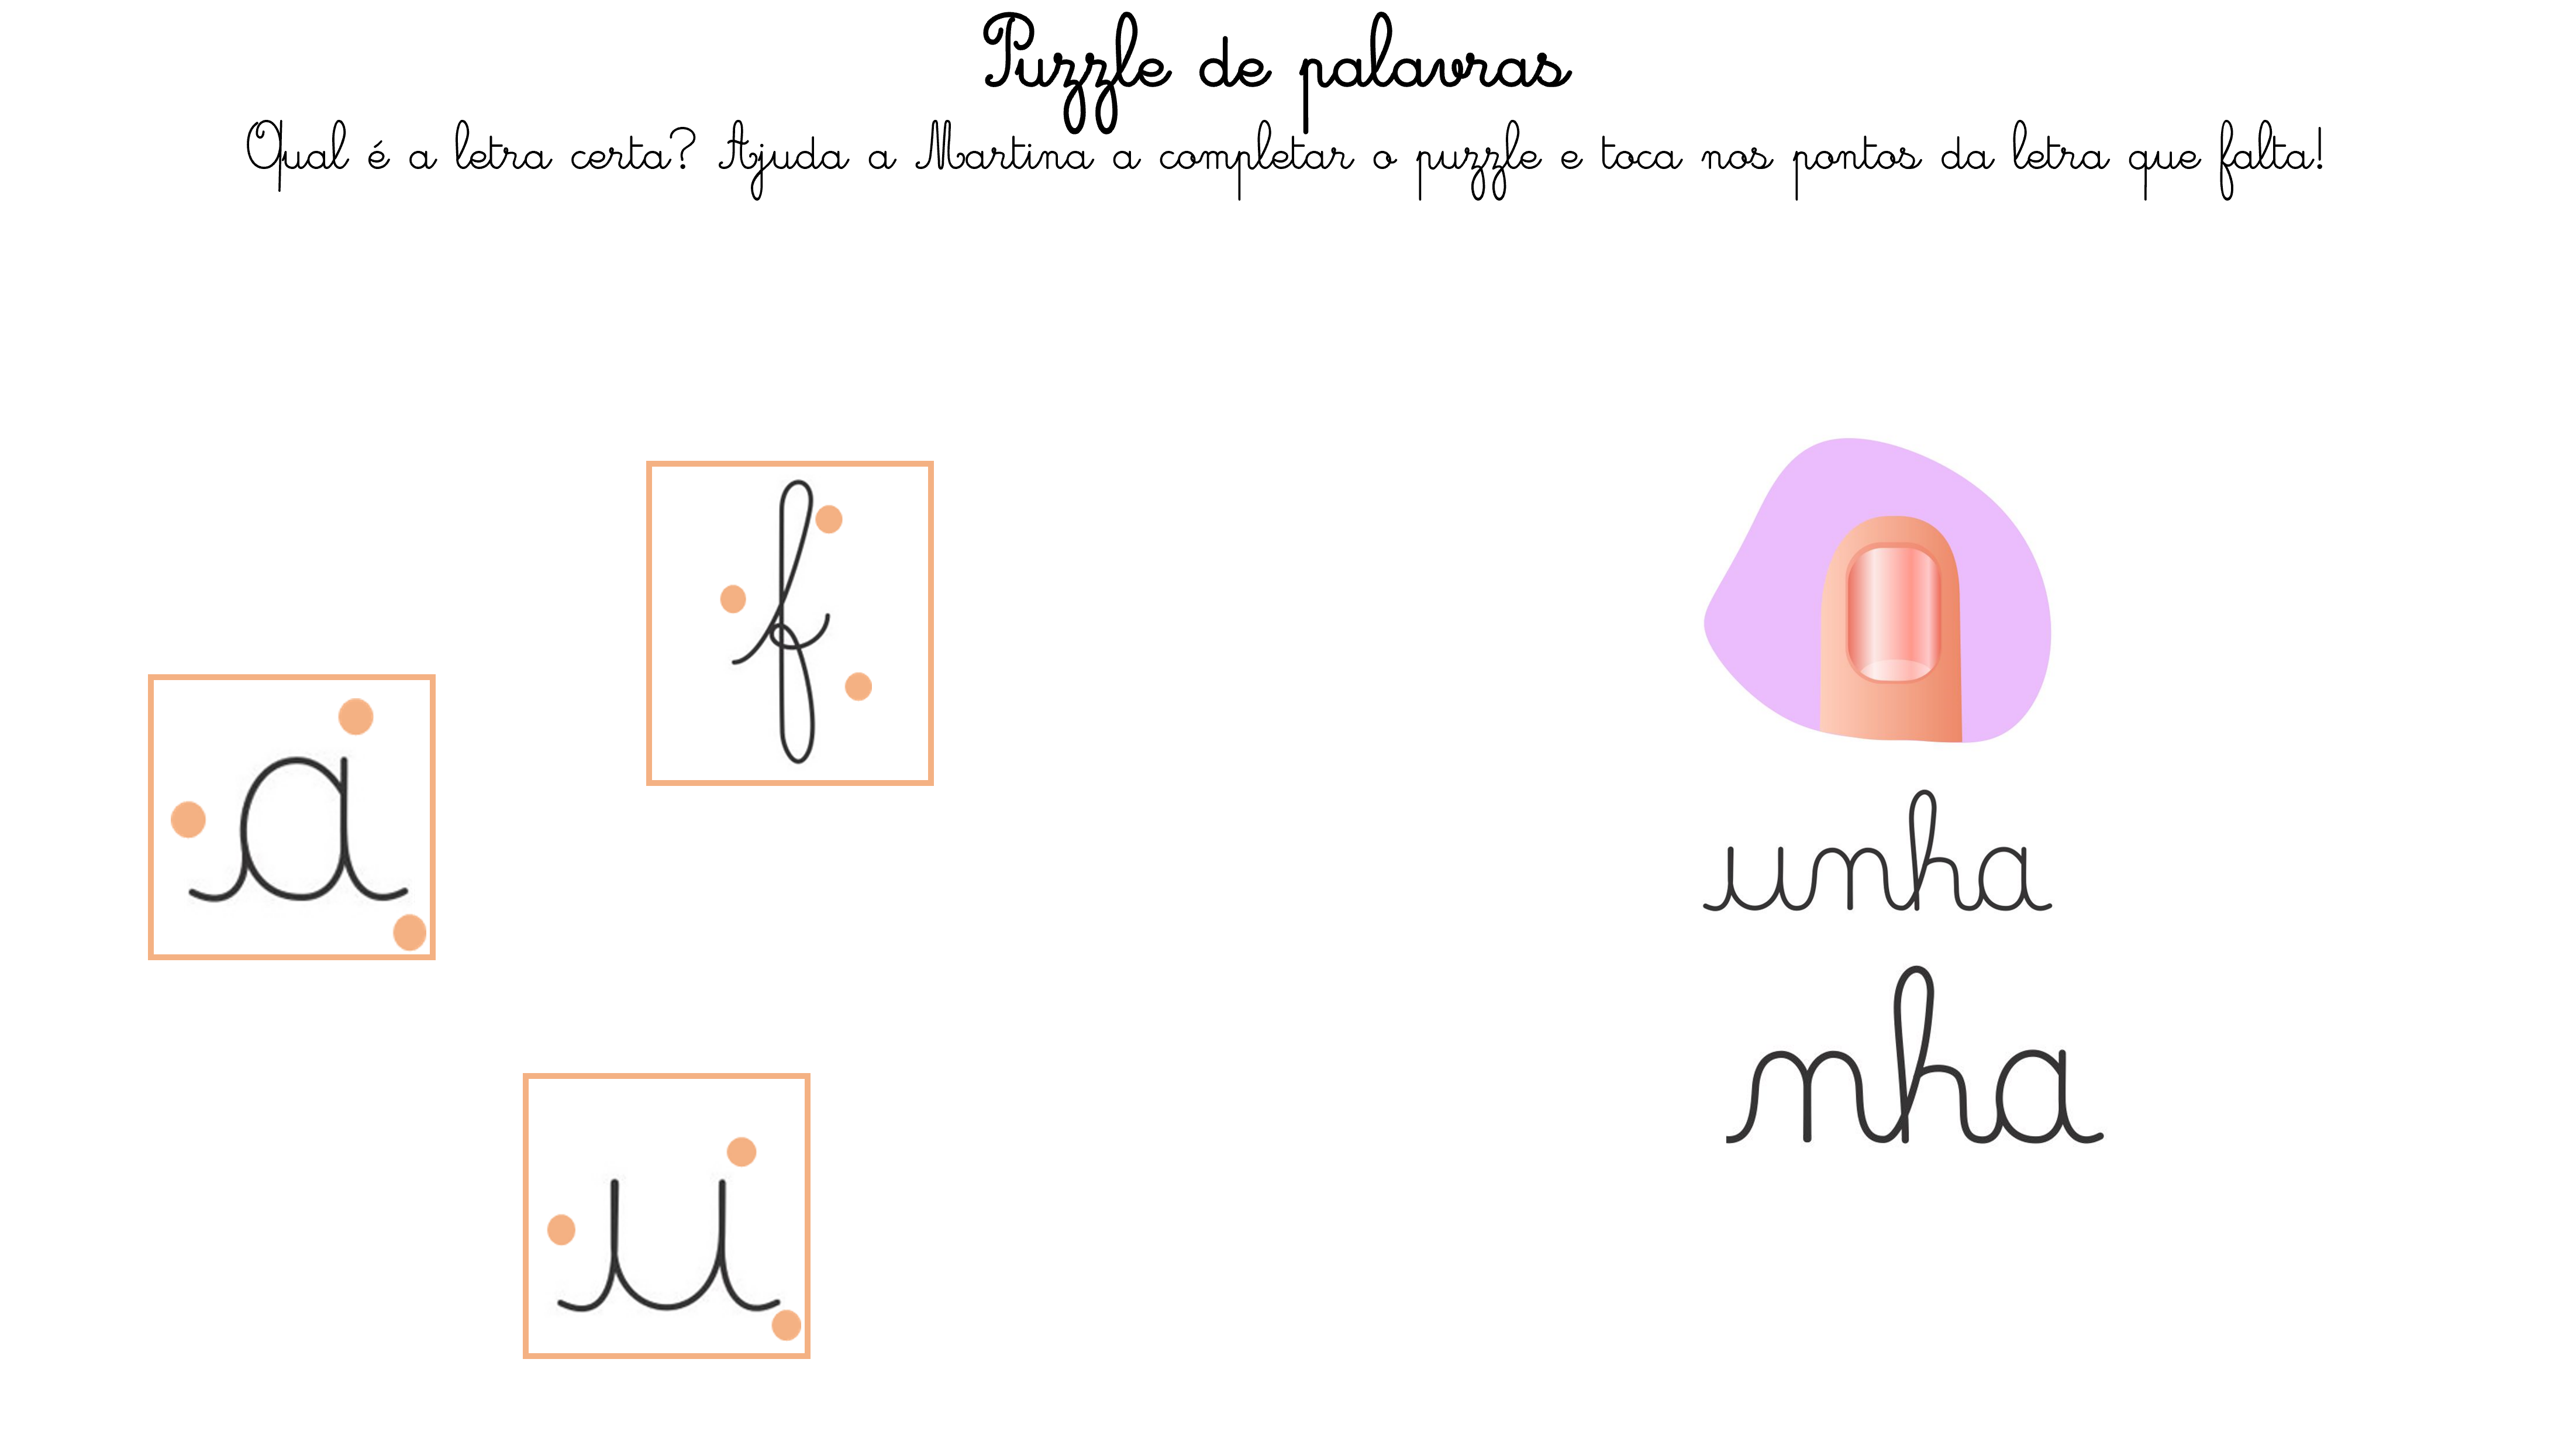 Puzzle de palavras
Qual é a letra certa? Ajuda a Martina a completar o puzzle e toca nos pontos da letra que falta!
f
a
u
unha
nha